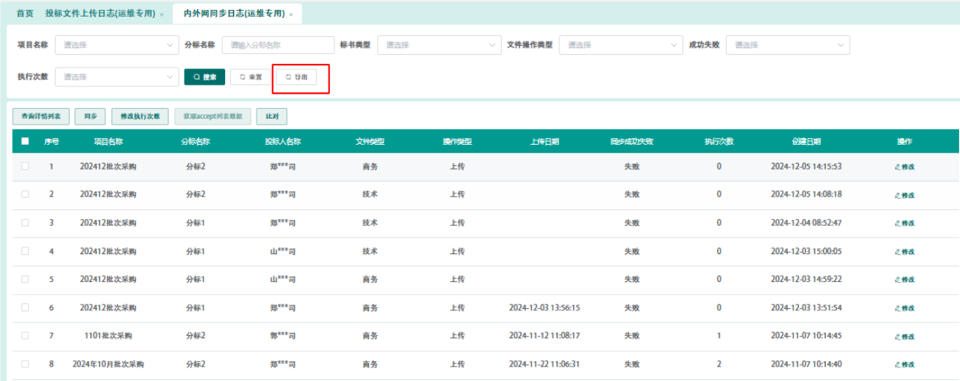 首页 投标文件上传日志(运维专用) × 内外网同步日志(运维专用) ×
项目名称 请选择 分标名称 请输入分标名称 标书类型 请选择 文件操作类型 请选择 成功失败 请选择
执行次数 请选择 搜索 重置 导出
查询详情列表 同步 修改执行次数 获取accept列表数据 比对
序号 项目名称 分标名称 投标人名称 文件类型 操作类型 上传日期 同步成功失败 执行次数 创建日期 操作
1 202412批次采购 分标2 郑***司 商务 上传 失败 0 2024-12-05 14:15:53 修改
2 202412批次采购 分标2 郑***司 技术 上传 失败 0 2024-12-05 14:08:18 修改
3 202412批次采购 分标1 郑***司 技术 上传 失败 0 2024-12-04 08:52:47 修改
4 202412批次采购 分标1 山***司 技术 上传 失败 0 2024-12-03 15:00:05 修改
5 202412批次采购 分标1 山***司 商务 上传 失败 0 2024-12-03 14:59:22 修改
6 202412批次采购 分标1 郑***司 商务 上传 2024-12-03 13:56:15 失败 0 2024-12-03 13:51:54 修改
7 1101批次采购 分标2 郭***司 商务 上传 2024-11-12 11:08:17 失败 1 2024-11-07 10:14:45 修改
8 2024年10月批次采购 分标2 郑***司 商务 上传 2024-11-22 11:06:31 失败 2 2024-11-07 10:14:40 修改